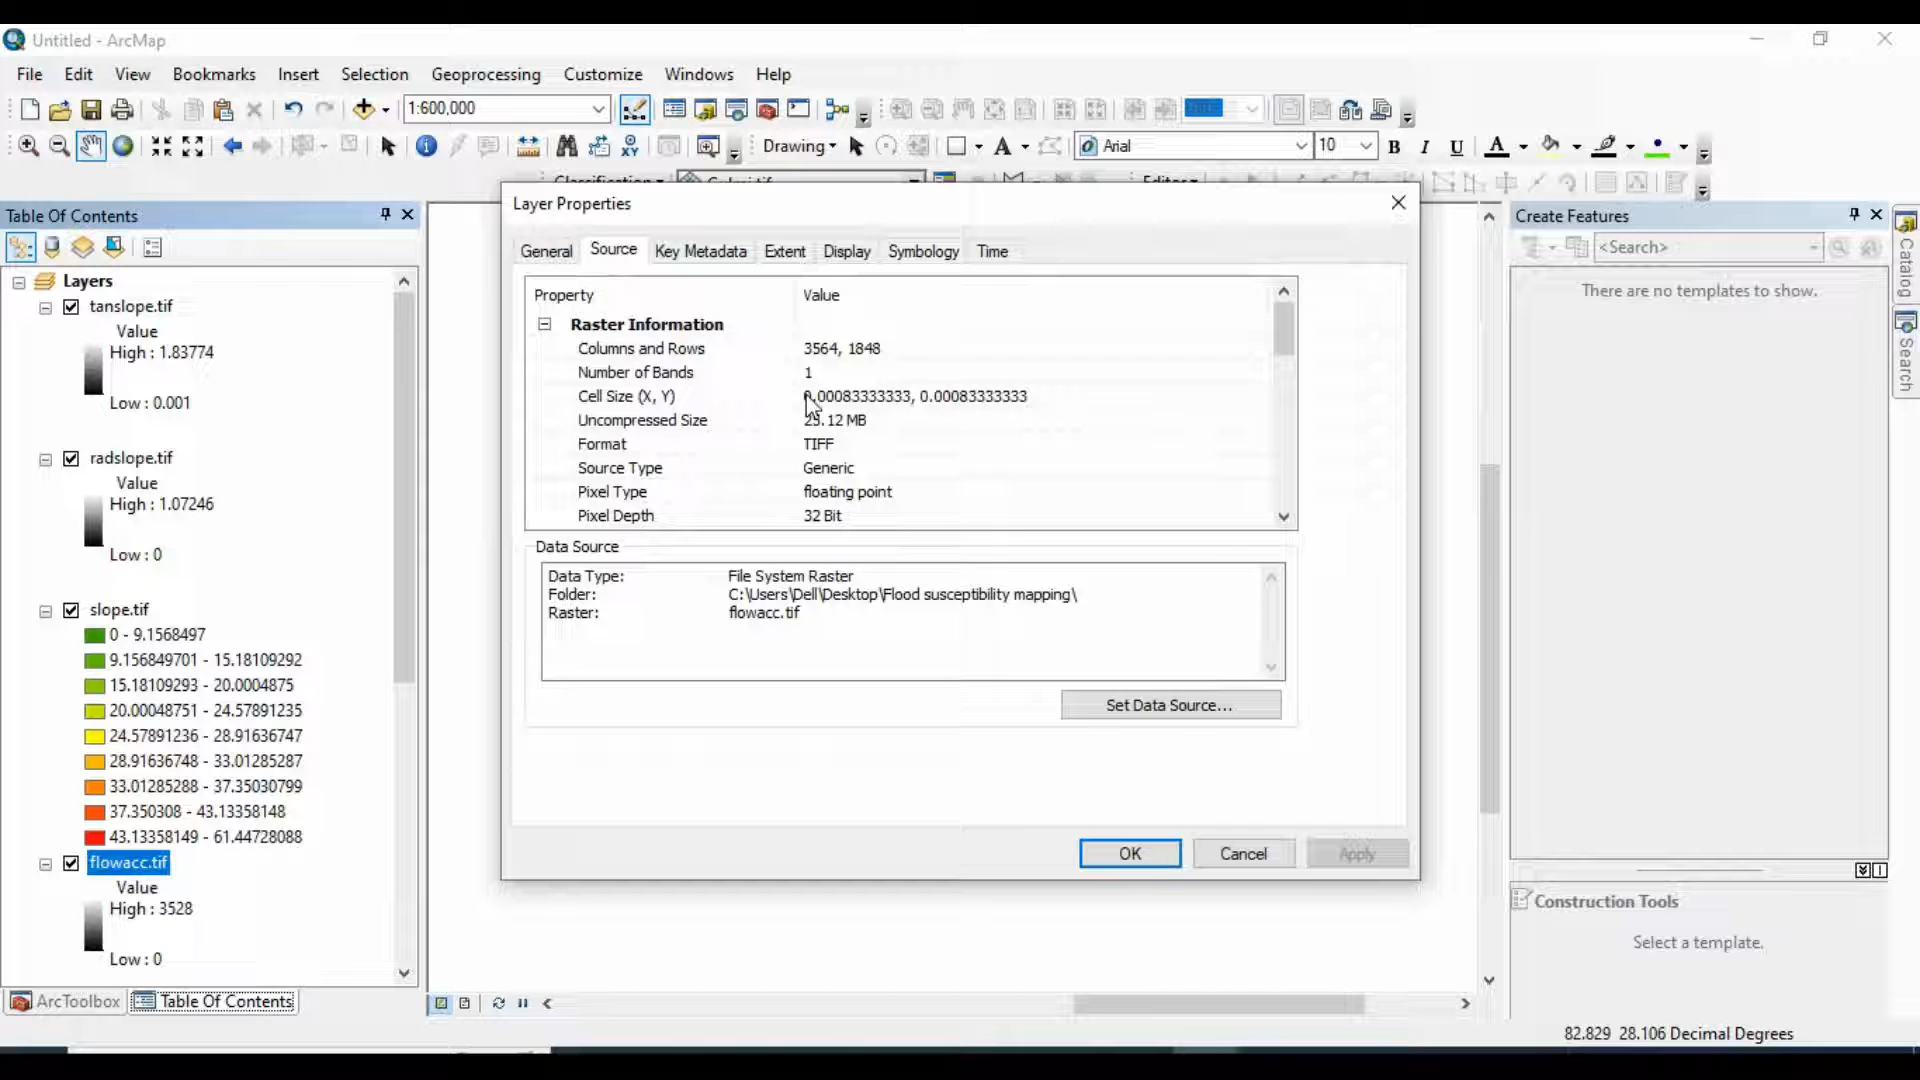 Untitled - ArcMap
File Edit View Bookmarks Insert Selection Geoprocessing Customize Windows Help
1:600,000
Drawing Arial 10 B I U A
Table Of Contents
Layers
tanslope.tif
Value
High : 1.83774
Low : 0.001
radslope.tif
Value
High : 1.07246
Low : 0
slope.tif
0 - 9.1568497
9.156849701 - 15.18109292
15.18109293 - 20.0004875
20.00048751 - 24.57891235
24.57891236 - 28.91636747
28.91636748 - 33.01285287
33.01285288 - 37.35030799
37.350308 - 43.13358148
43.13358149 - 61.44728088
flowacc.tif
Value
High : 3528
Low : 0
ArcToolbox Table Of Contents
Layer Properties
General Source Key Metadata Extent Display Symbology Time
Property Value
Raster Information
Columns and Rows 3564, 1848
Number of Bands 1
Cell Size (X, Y) 0.00083333333, 0.00083333333
Uncompressed Size 25.12 MB
Format TIFF
Source Type Generic
Pixel Type floating point
Pixel Depth 32 Bit
Data Source
Data Type: File System Raster
Folder: C:\Users\Dell\Desktop\Flood susceptibility mapping\
Raster: flowacc.tif
Set Data Source...
OK Cancel Apply
Create Features
<Search>
There are no templates to show.
Construction Tools
Select a template.
Catalog
Search
82.829 28.106 Decimal Degrees